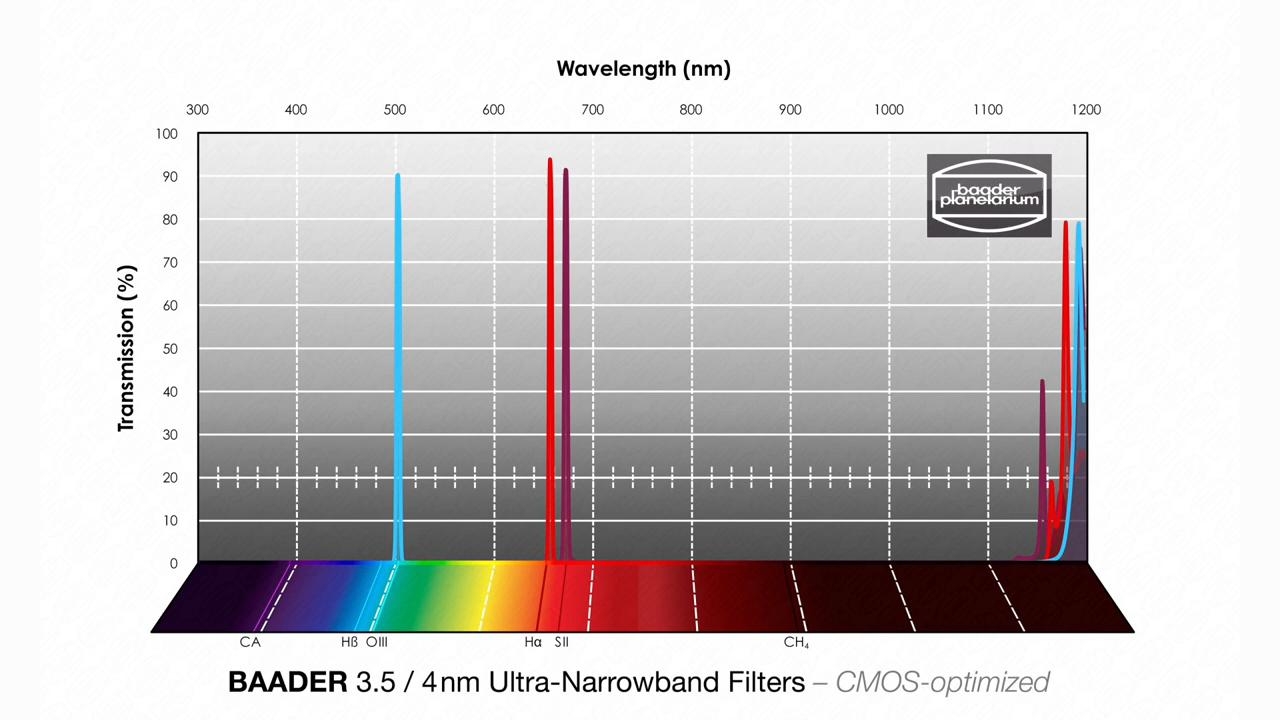 Wavelength (nm)
300 400 500 600 700 800 900 1000 1100 1200
100
90
80
70
60
50
40
30
20
10
0
Transmission (%)
baader
planetarium
CA Hß OIII Hα SII CH₄
BAADER 3.5 / 4nm Ultra-Narrowband Filters – CMOS-optimized